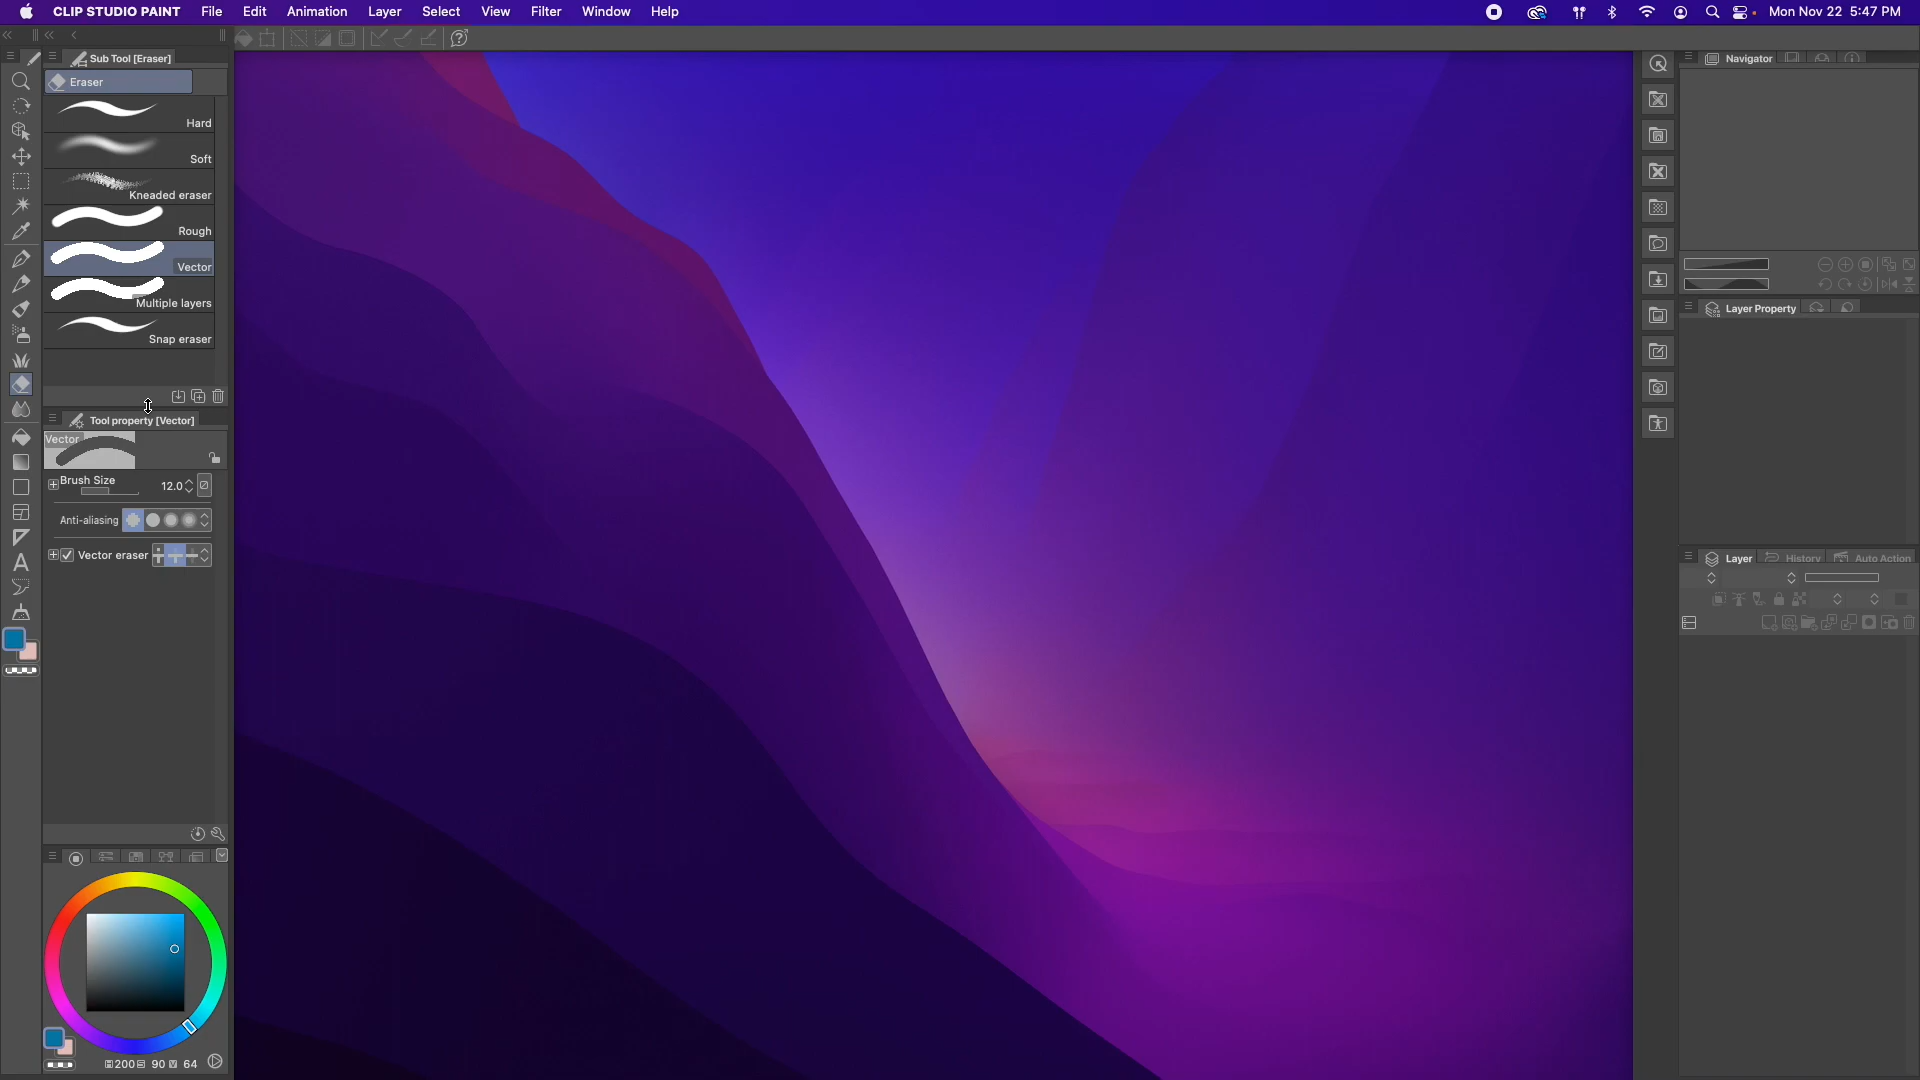 CLIP STUDIO PAINT File Edit Animation Layer Select View Filter Window Help Mon Nov 22 5:47 PM
Sub Tool [Eraser]
Eraser
Hard
Soft
Kneaded eraser
Rough
Vector
Multiple layers
Snap eraser
Tool property [Vector]
Vector
Brush Size 12.0
Anti-aliasing
Vector eraser
H 200 S 90 V 64
Navigator
Layer Property
Layer History Auto Action